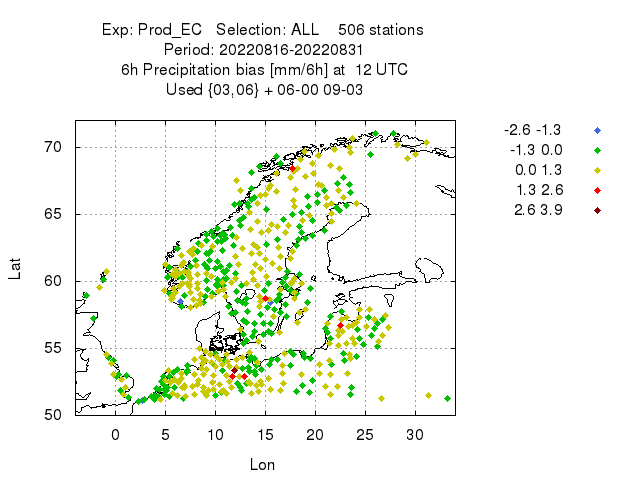 Exp: Prod_EC   Selection: ALL    506 stations
Period: 20220816-20220831
6h Precipitation bias [mm/6h] at  12 UTC
Used {03,06} + 06-00 09-03
-2.6 -1.3
-1.3 0.0
0.0 1.3
1.3 2.6
2.6 3.9
70
65
60
55
50
Lat
0 5 10 15 20 25 30
Lon